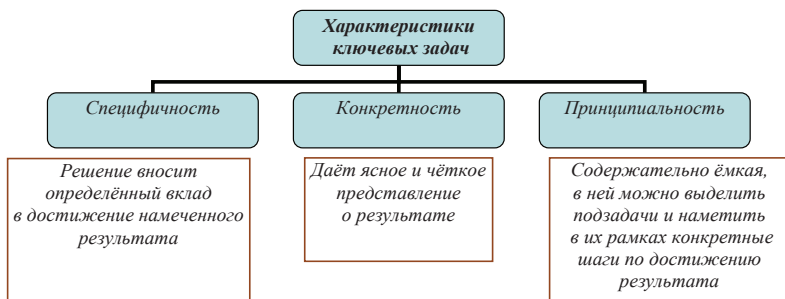 Характеристики
ключевых задач
Специфичность
Конкретность
Принципиальность
Решение вносит
определённый вклад
в достижение намеченного
результата
Даёт ясное и чёткое
представление
о результате
Содержательно ёмкая,
в ней можно выделить
подзадачи и наметить
в их рамках конкретные
шаги по достижению
результата